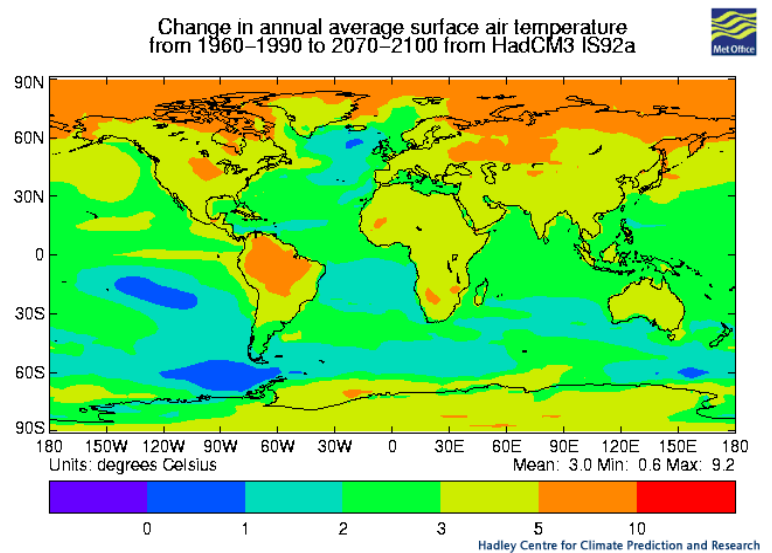 Change in annual average surface air temperature
from 1960-1990 to 2070-2100 from HadCM3 IS92a
Met Office
90N
60N
30N
0
30S
60S
90S
180 150W 120W 90W 60W 30W 0 30E 60E 90E 120E 150E 180
Units: degrees Celsius Mean: 3.0 Min: 0.6 Max: 9.2
0 1 2 3 5 10
Hadley Centre for Climate Prediction and Research